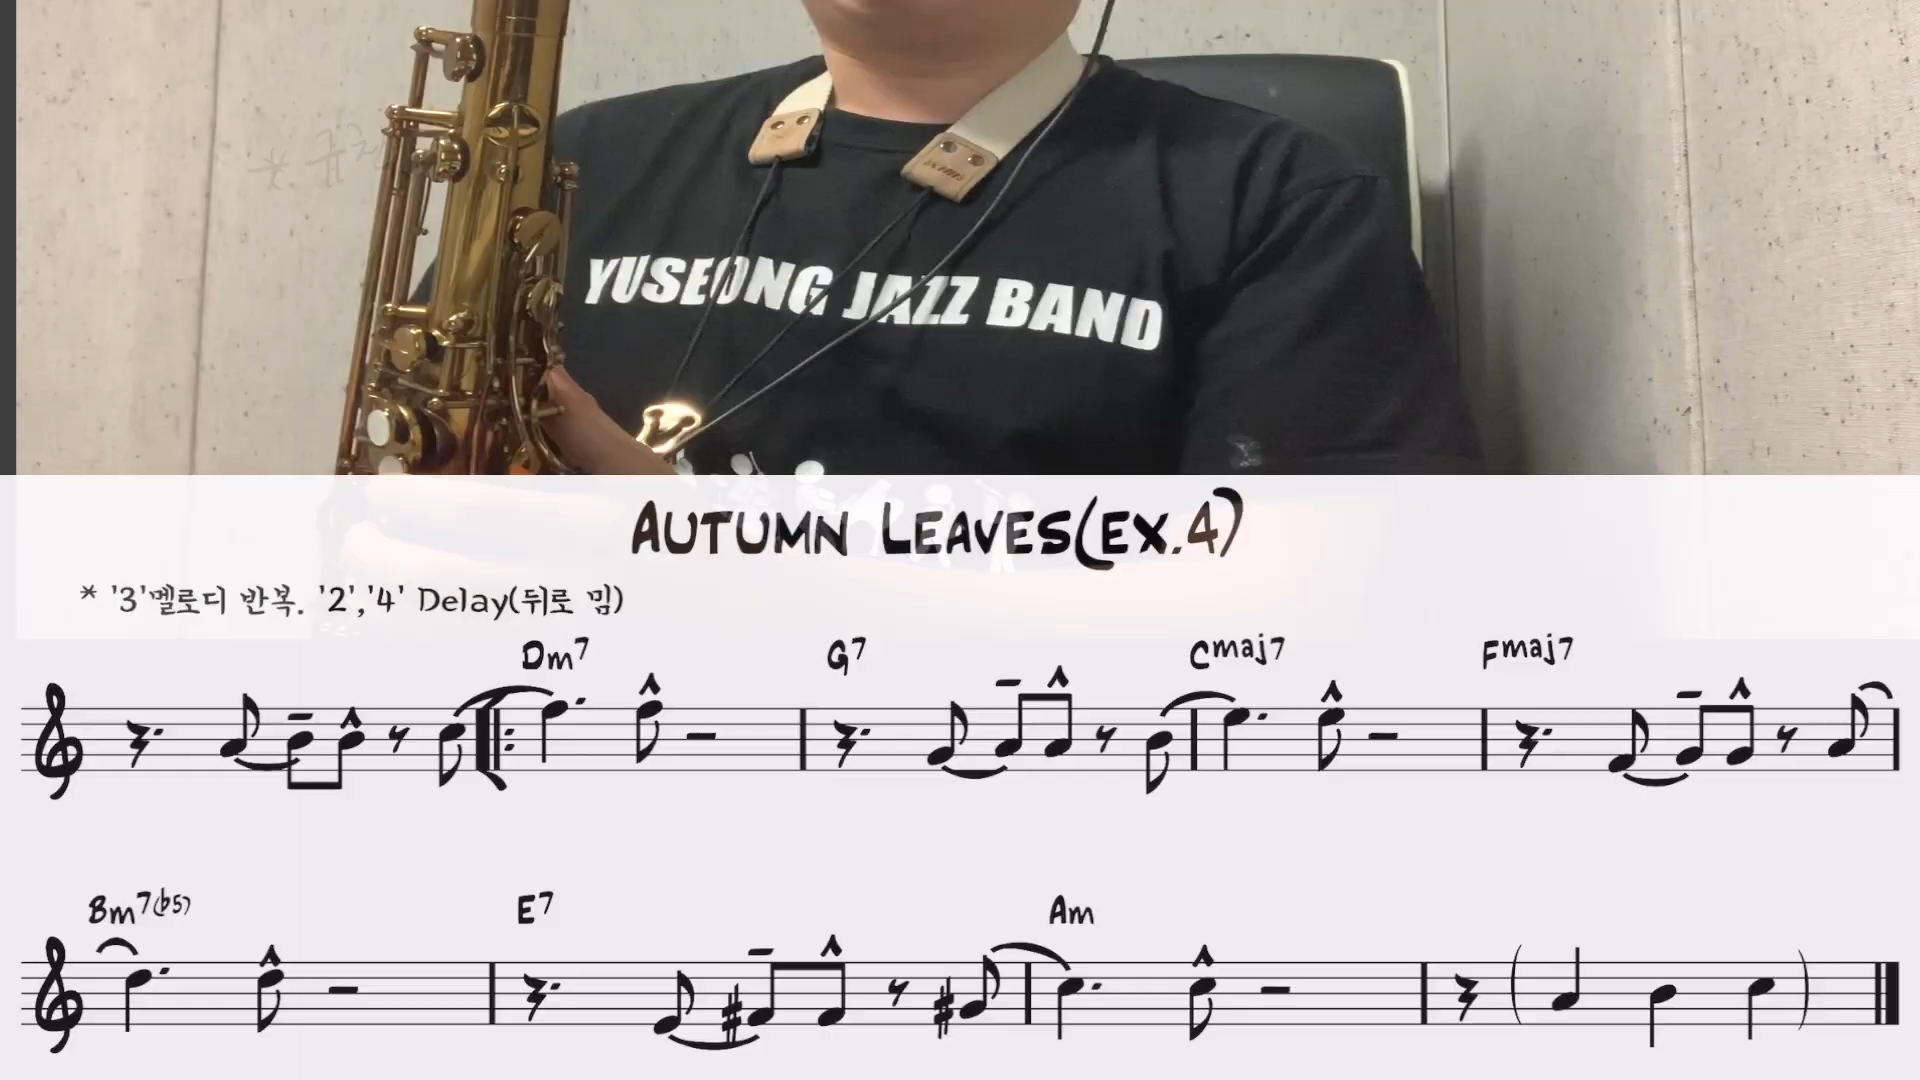 YUSEONG JAZZ BAND
AUTUMN LEAVES(EX.4)
* '3'멜로디 반복. '2','4' Delay(뒤로 밈)
Dm7 G7 Cmaj7 Fmaj7
Bm7(b5) E7 Am